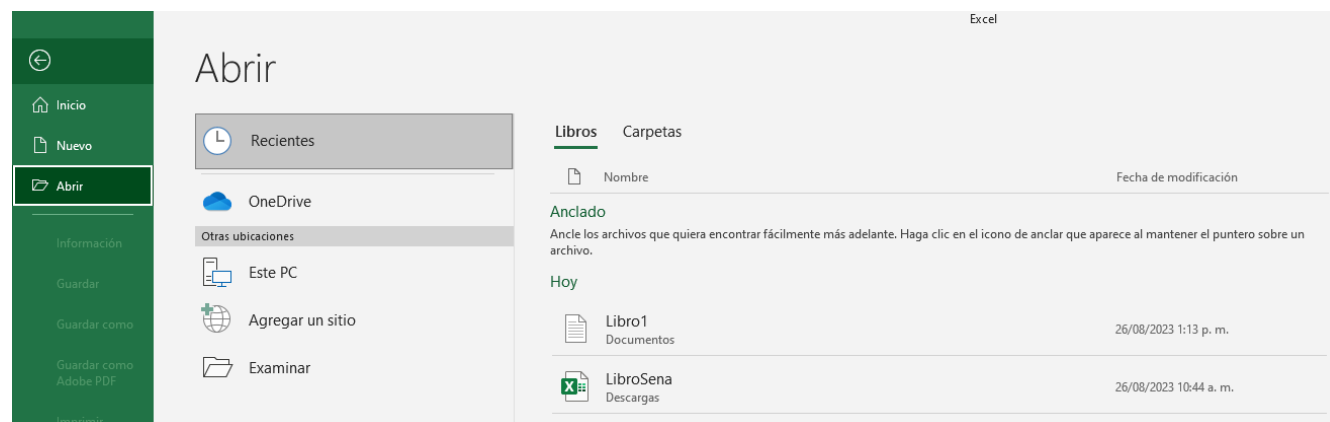 Excel
Abrir
Inicio
Nuevo
Abrir
Información
Guardar
Guardar como
Guardar como
Adobe PDF
Imprimir
Recientes
OneDrive
Otras ubicaciones
Este PC
Agregar un sitio
Examinar
Libros Carpetas
Nombre Fecha de modificación
Anclado
Ancle los archivos que quiera encontrar fácilmente más adelante. Haga clic en el icono de anclar que aparece al mantener el puntero sobre un
archivo.
Hoy
Libro1
Documentos
26/08/2023 1:13 p. m.
LibroSena
Descargas
26/08/2023 10:44 a. m.